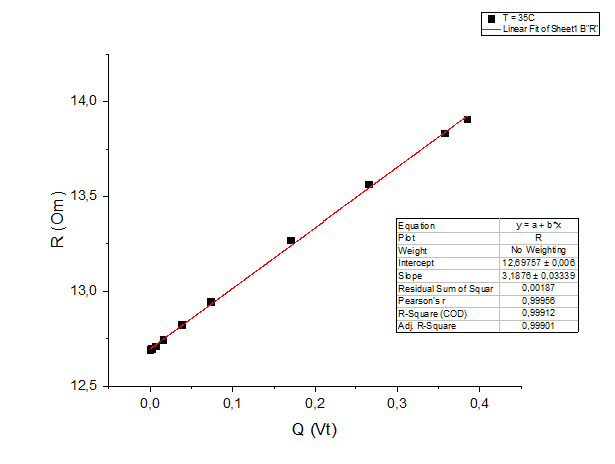 T = 35C
Linear Fit of Sheet1 B"R"
14,0
13,5
13,0
12,5
R (Om)
0,0 0,1 0,2 0,3 0,4
Q (Vt)
Equation y = a + b*x
Plot R
Weight No Weighting
Intercept 12,69757 ± 0,006
Slope 3,1876 ± 0,03339
Residual Sum of Squar 0,00187
Pearson's r 0,99956
R-Square (COD) 0,99912
Adj. R-Square 0,99901